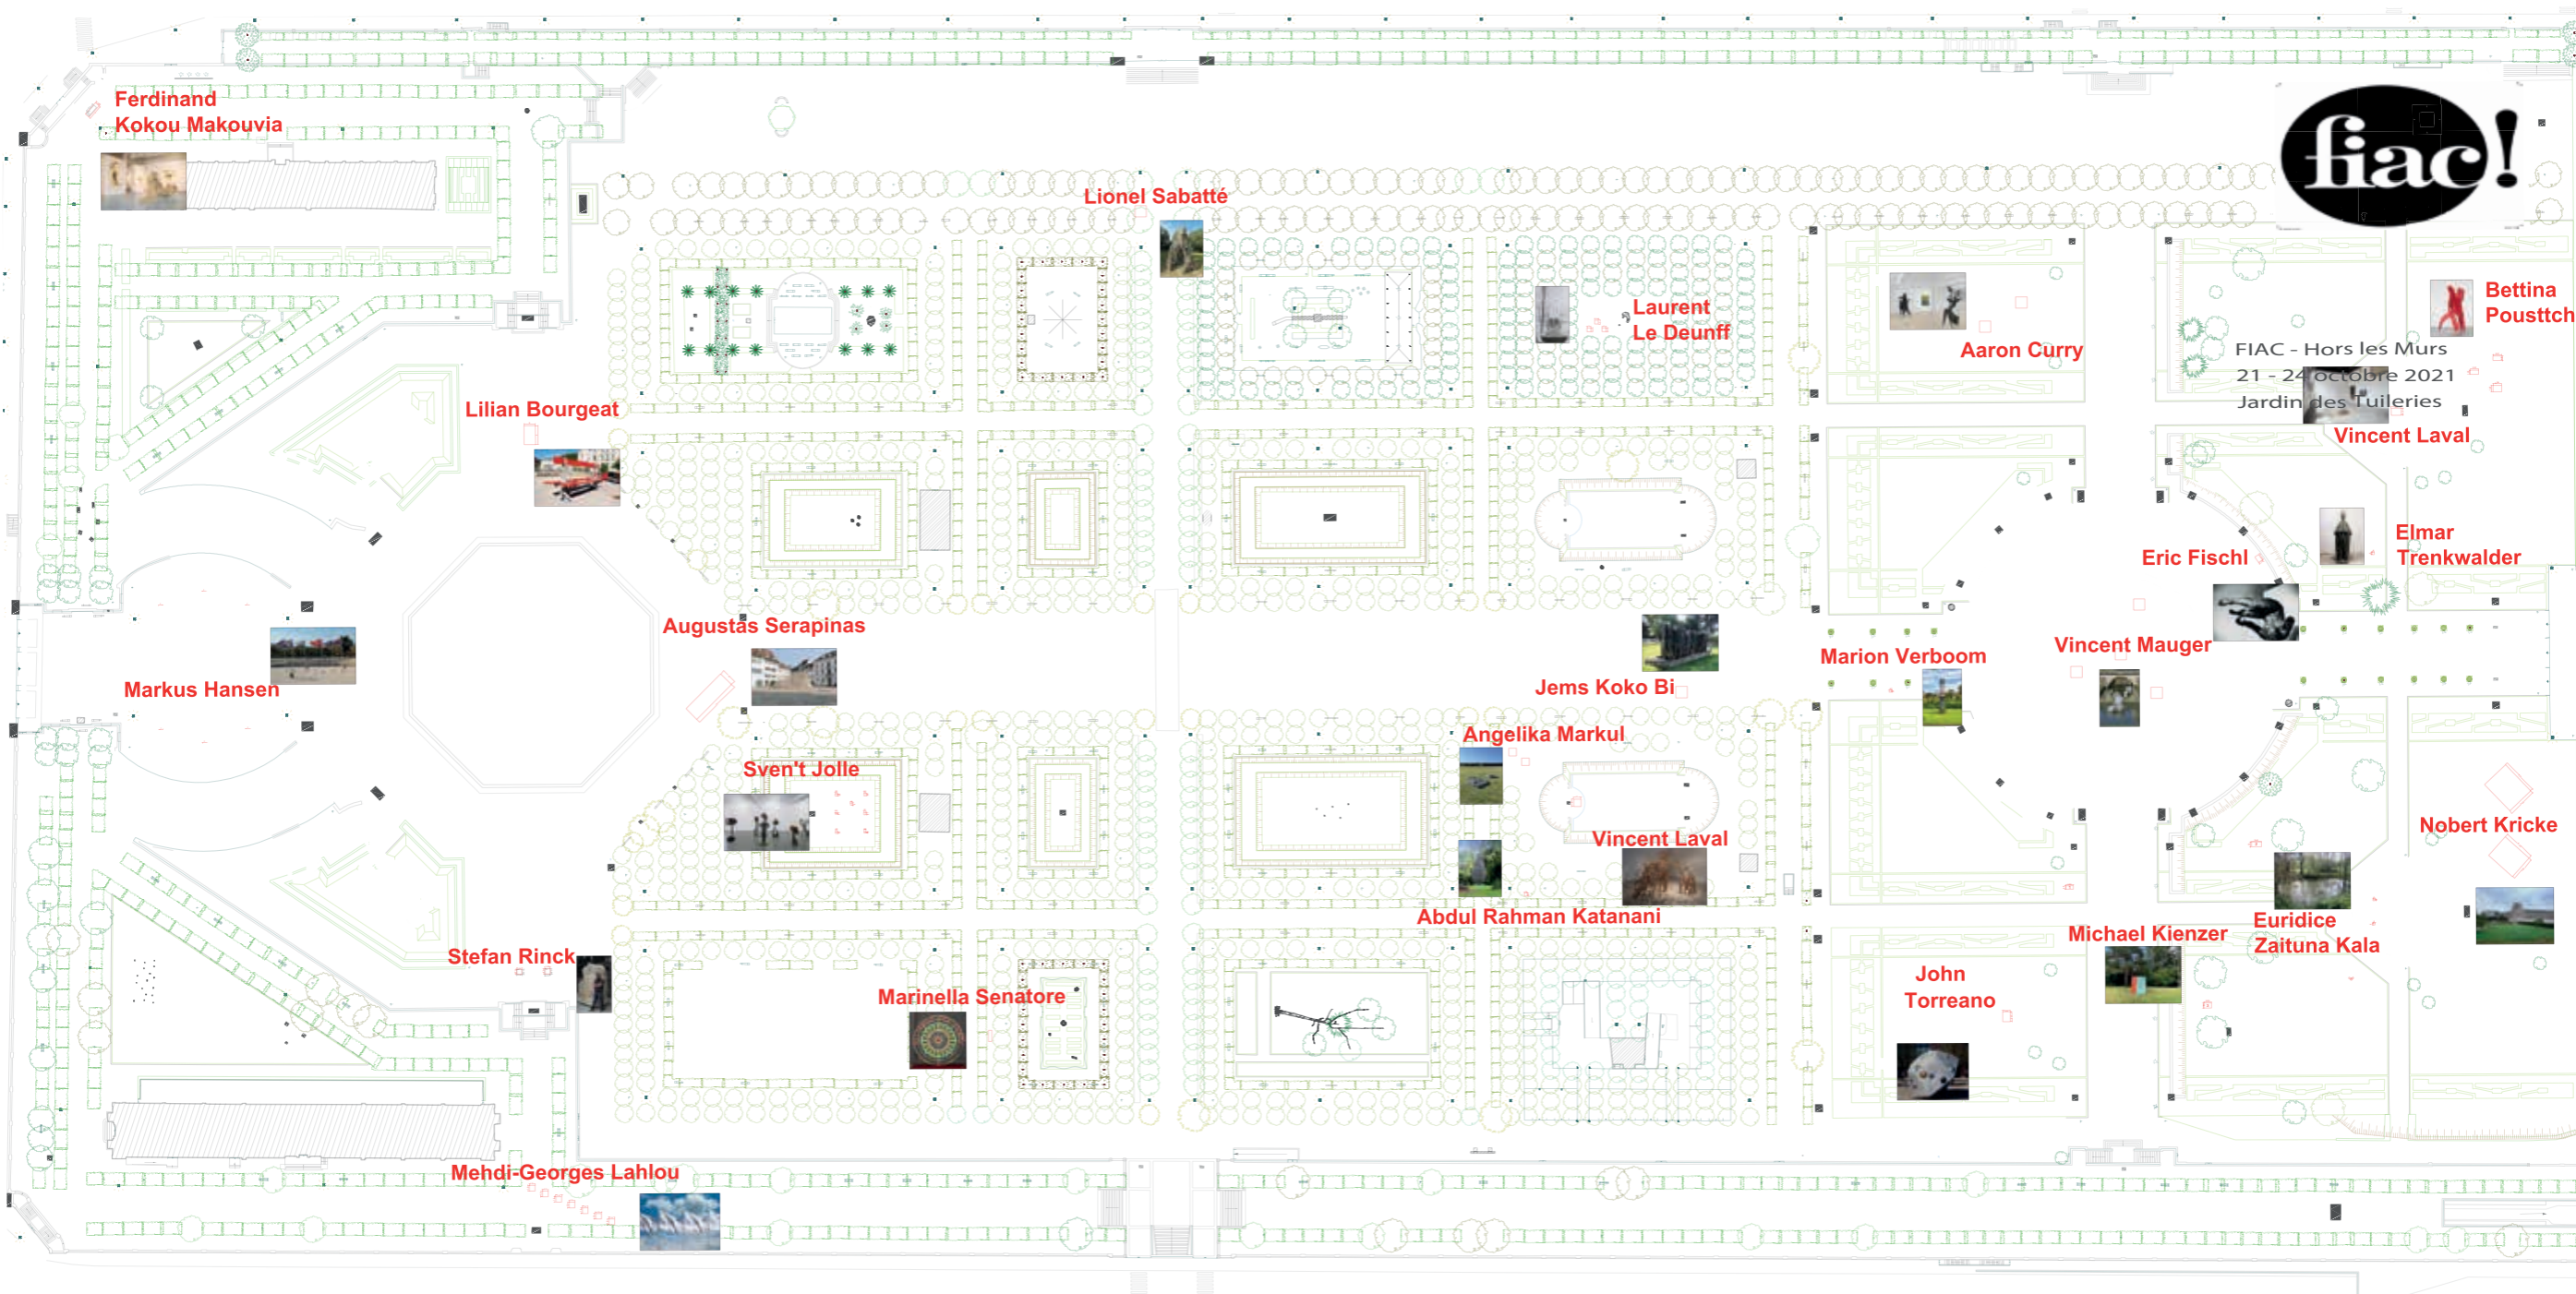 Ferdinand
Kokou Makouvia
fiac!
Lionel Sabatté
Bettina
Pousttch
Laurent
Le Deunff
Aaron Curry
FIAC - Hors les Murs
21 - 24 octobre 2021
Jardin des Tuileries
Vincent Laval
Lilian Bourgeat
Elmar
Trenkwalder
Eric Fischl
Augustas Serapinas
Vincent Mauger
Marion Verboom
Markus Hansen
Jems Koko Bi
Angelika Markul
Sven't Jolle
Nobert Kricke
Vincent Laval
Abdul Rahman Katanani
Euridice
Zaituna Kala
Michael Kienzer
Stefan Rinck
John
Torreano
Marinella Senatore
Mehdi-Georges Lahlou